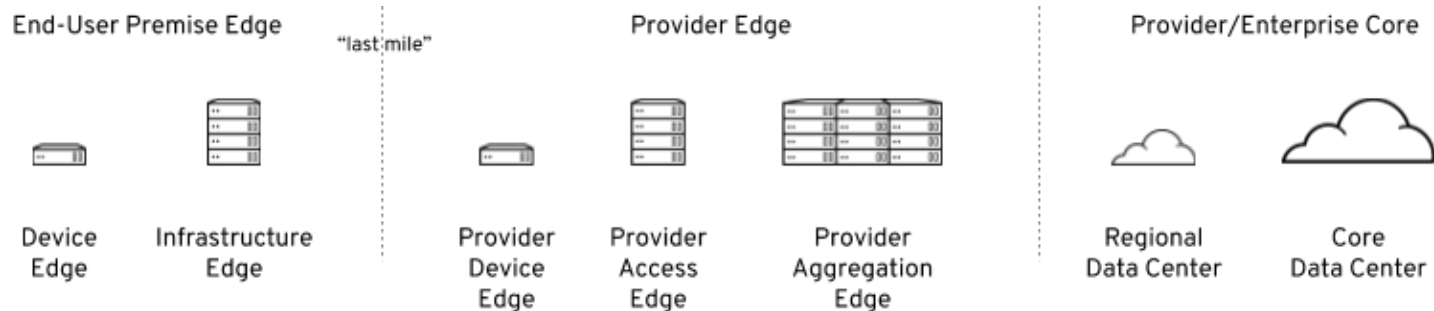 End-User Premise Edge
"last mile"
Provider Edge
Provider/Enterprise Core
Device
Edge
Infrastructure
Edge
Provider
Device
Edge
Provider
Access
Edge
Provider
Aggregation
Edge
Regional
Data Center
Core
Data Center